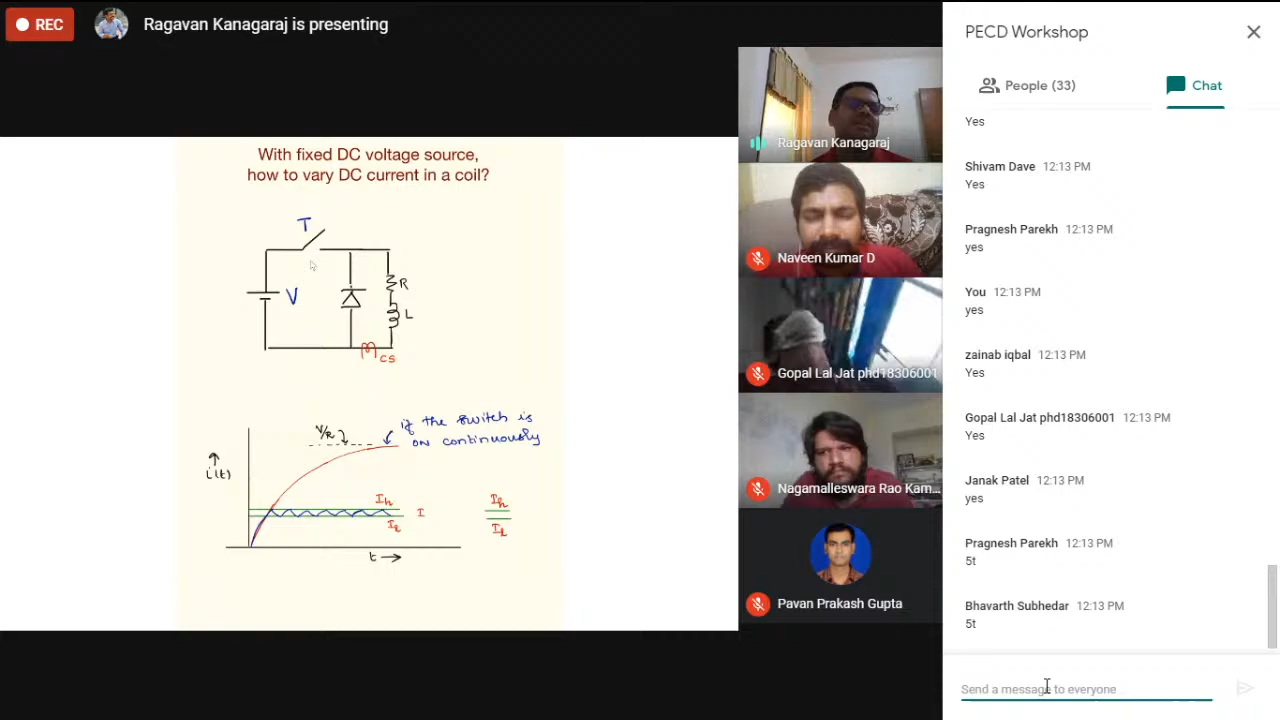 REC
Ragavan Kanagaraj is presenting
With fixed DC voltage source,
how to vary DC current in a coil?
T
V
R
L
CS
V/R
if the switch is
on continuously
i(t)
Ih
I
Il
t
Ih
Il
Ragavan Kanagaraj
Naveen Kumar D
Gopal Lal Jat phd18306001
Nagamalleswara Rao Kam...
Pavan Prakash Gupta
PECD Workshop
People (33)
Chat
Yes
Shivam Dave 12:13 PM
Yes
Pragnesh Parekh 12:13 PM
yes
You 12:13 PM
yes
zainab iqbal 12:13 PM
Yes
Gopal Lal Jat phd18306001 12:13 PM
Yes
Janak Patel 12:13 PM
yes
Pragnesh Parekh 12:13 PM
5t
Bhavarth Subhedar 12:13 PM
5t
Send a message to everyone